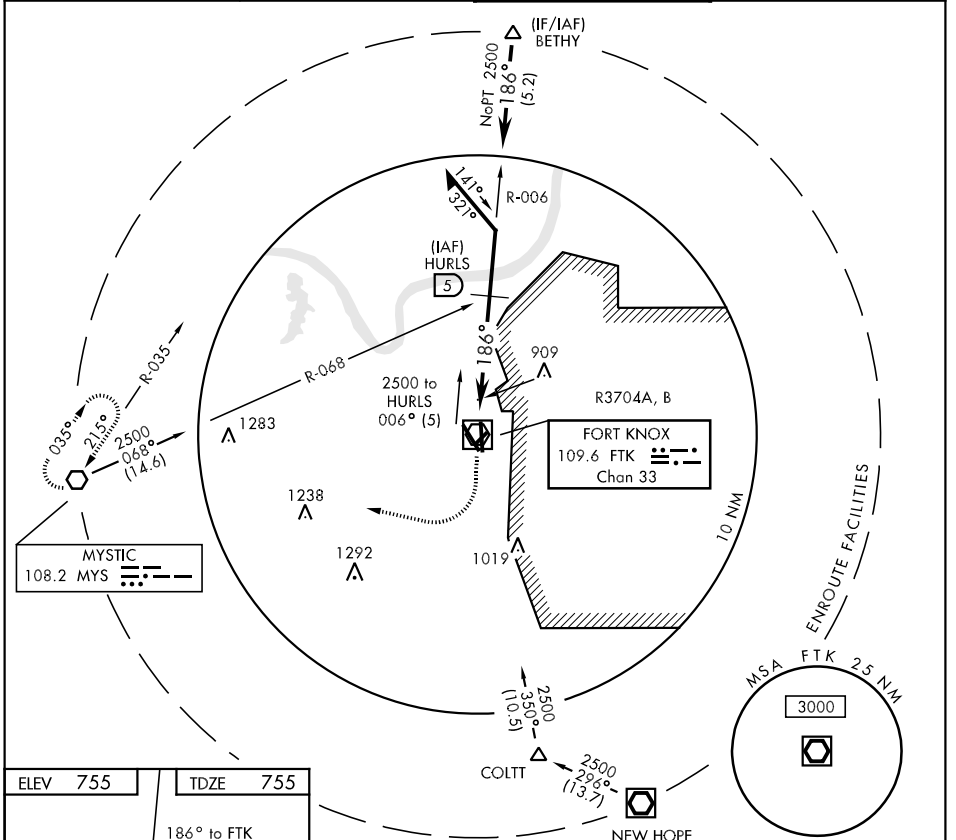 (IF/IAF)
BETHY
NoPT 2500
186°
(5.2)
141°
321°
R-006
(IAF)
HURLS
5
R-035
R-068
186°
909
2500 to
HURLS
006° (5)
R3704A, B
035°
215°
2500
068°
(14.6)
1283
FORT KNOX
109.6 FTK
Chan 33
1238
10 NM
ENROUTE FACILITIES
1292
1019
MYSTIC
108.2 MYS
MSA FTK 25 NM
3000
2500
350°
(10.5)
COLTT
2500
296°
(13.7)
NEW HOPE
ELEV 755
TDZE 755
186° to FTK